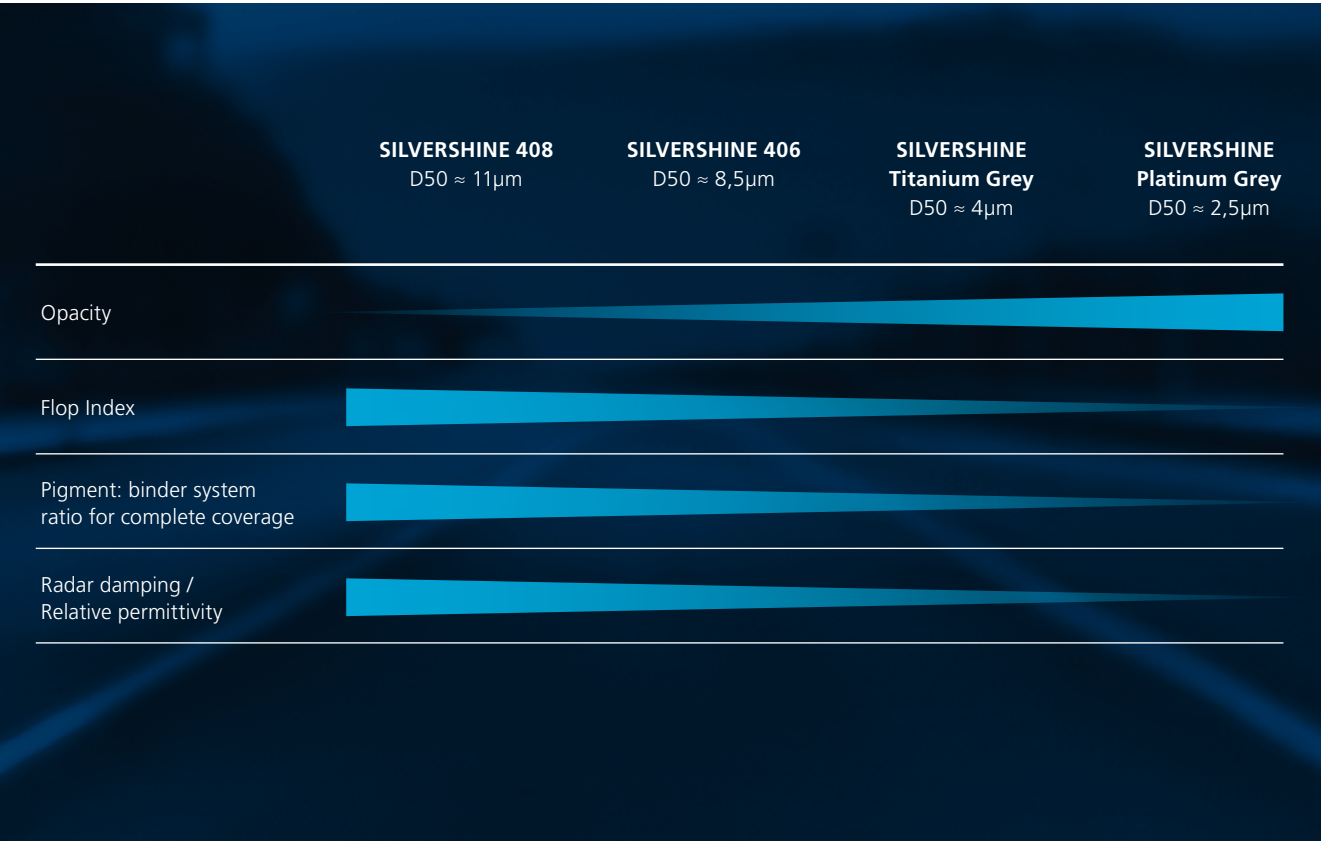 SILVERSHINE 408
D50 ≈ 11µm
SILVERSHINE 406
D50 ≈ 8,5µm
SILVERSHINE
Titanium Grey
D50 ≈ 4µm
SILVERSHINE
Platinum Grey
D50 ≈ 2,5µm
Opacity
Flop Index
Pigment: binder system
ratio for complete coverage
Radar damping /
Relative permittivity